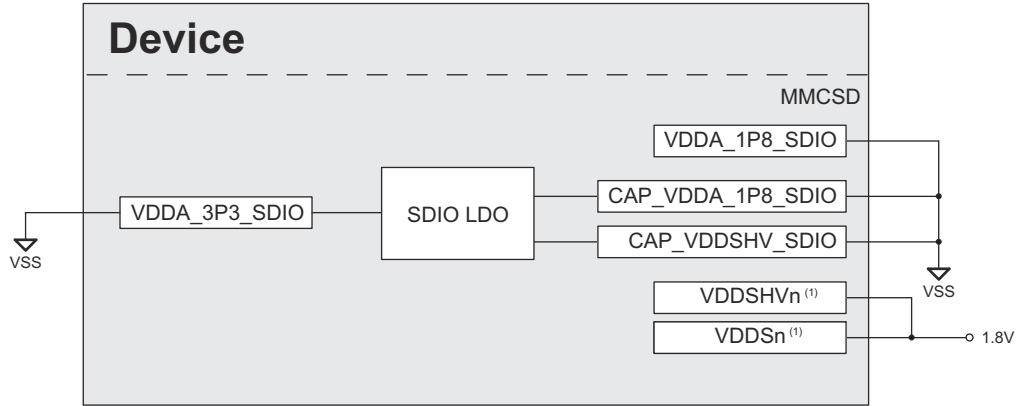 Device
MMCSD
VDDA_1P8_SDIO
CAP_VDDA_1P8_SDIO
VDDA_3P3_SDIO
SDIO LDO
CAP_VDDSHV_SDIO
VSS
VSS
VDDSHVn (1)
VDDSn (1)
1.8V